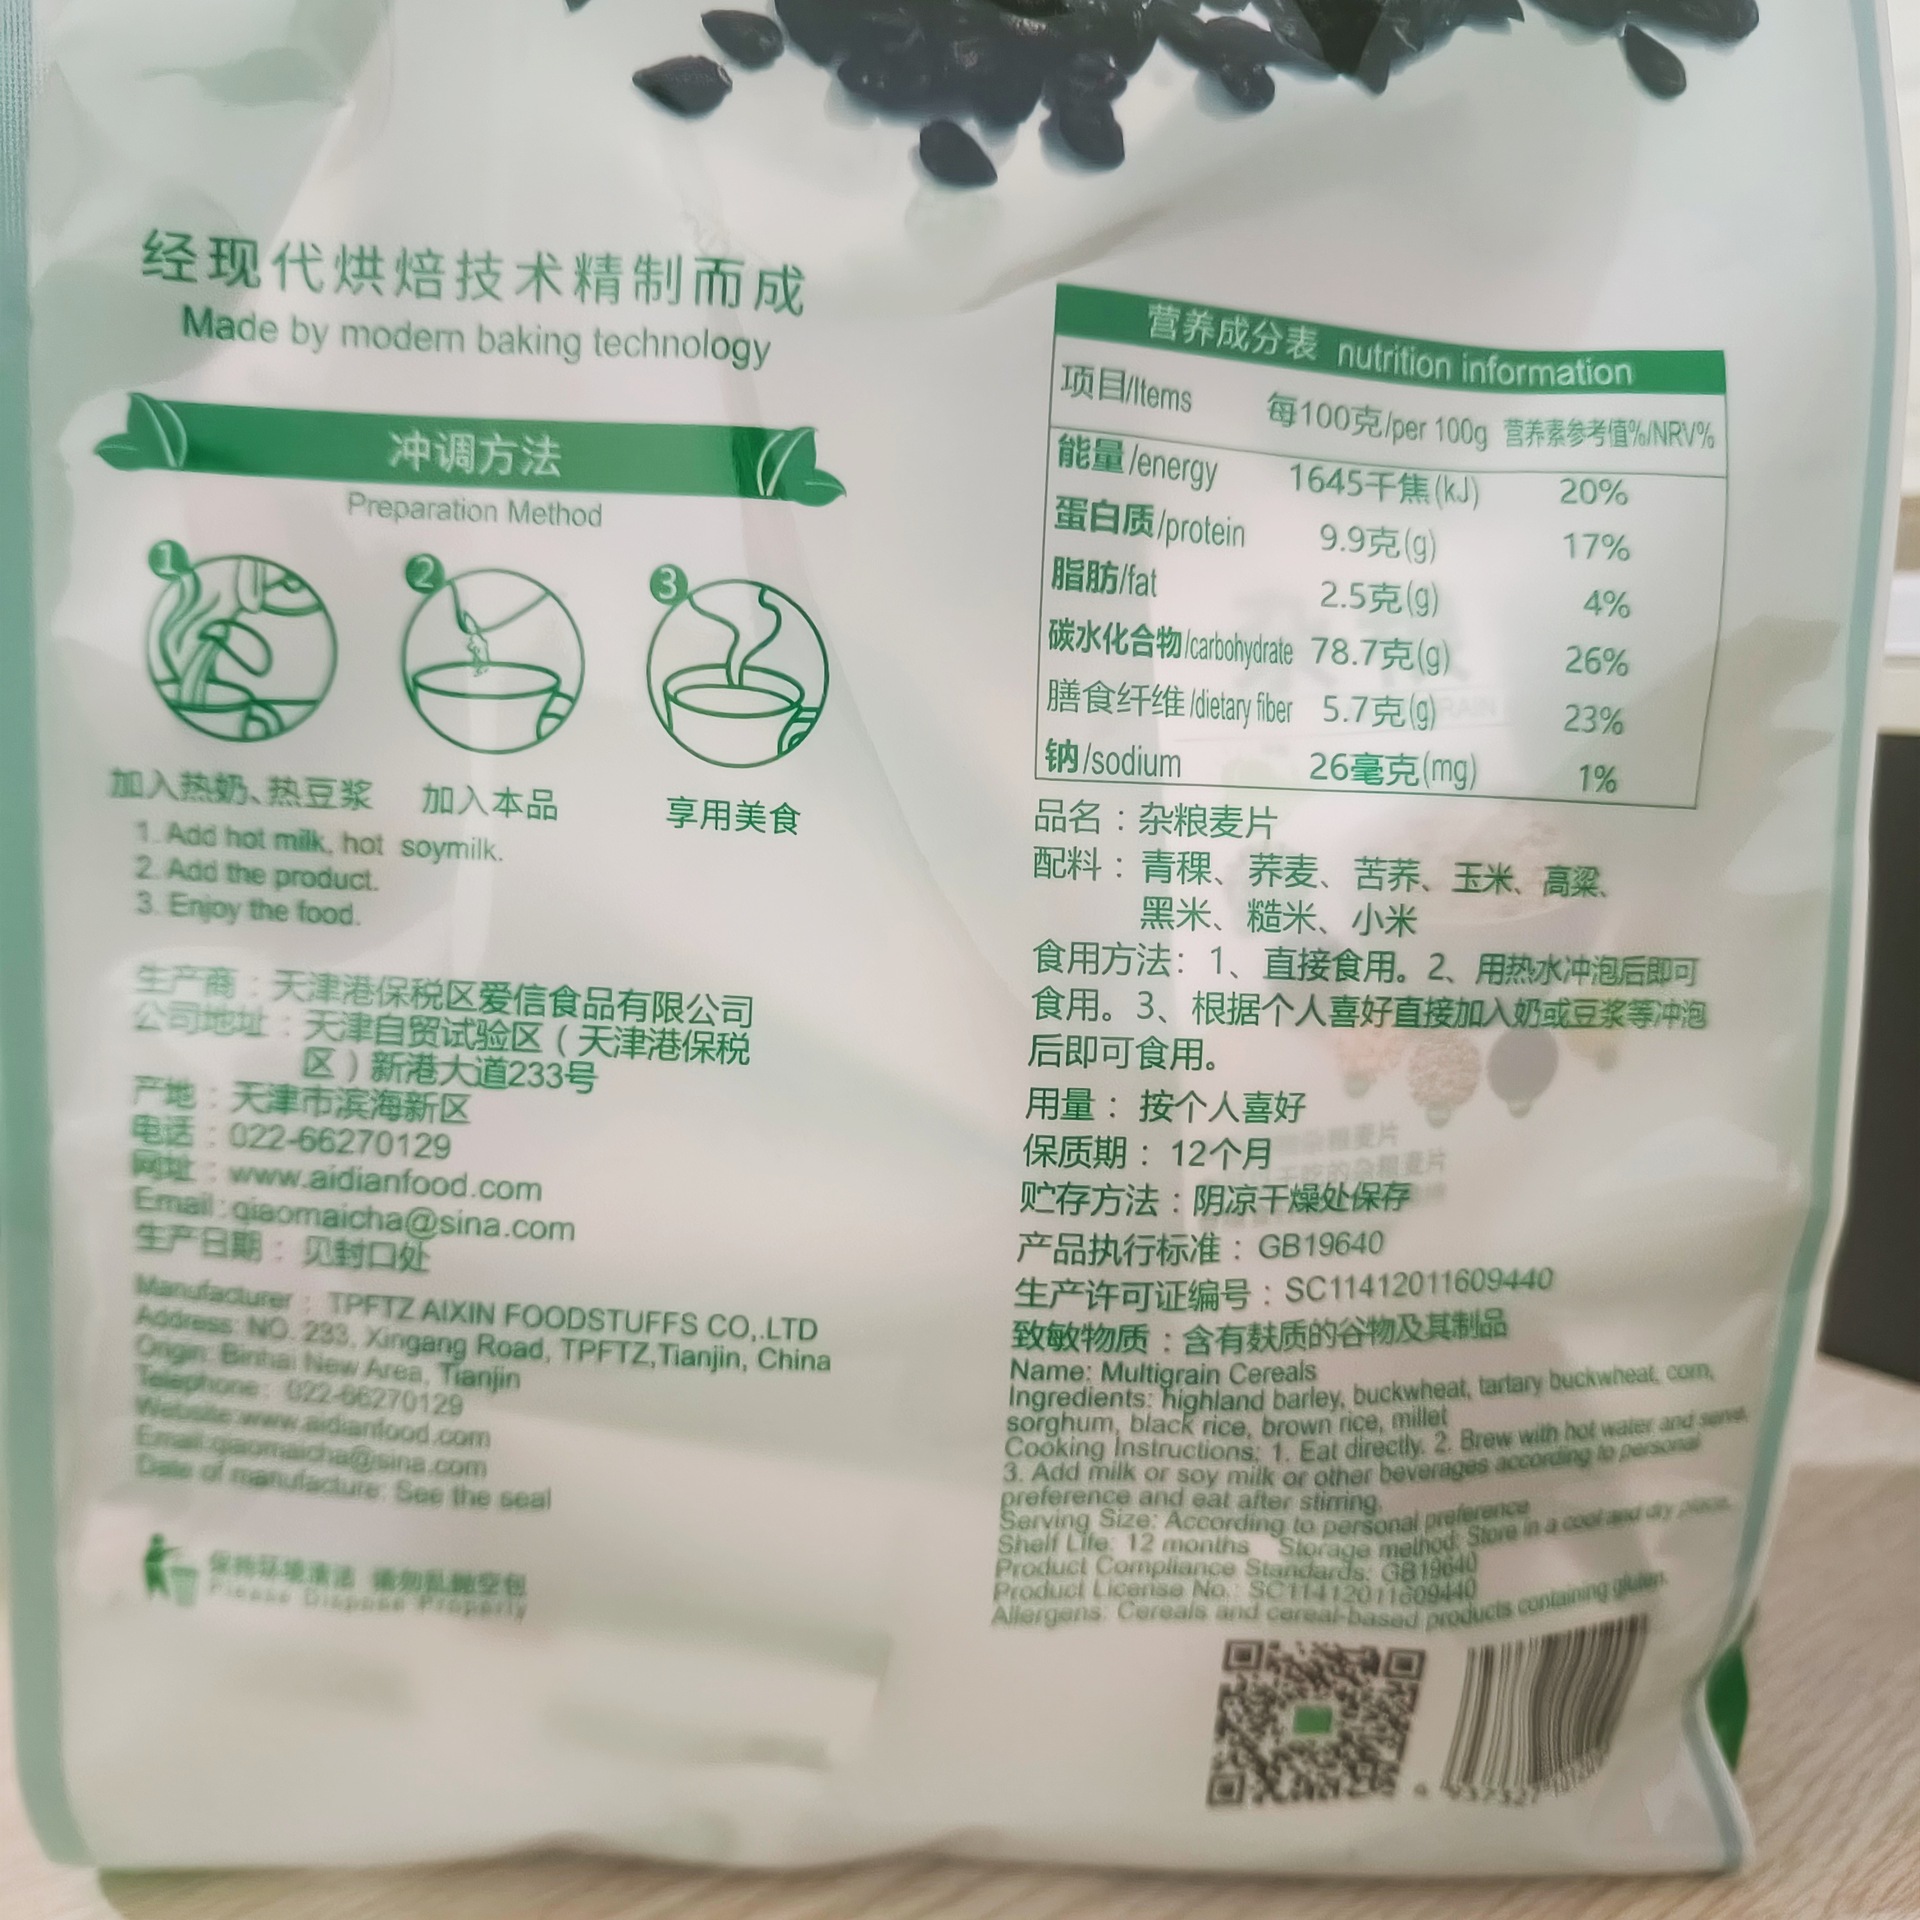 经现代烘焙技术精制而成
Made by modern baking technology
冲调方法
Preparation Method
1
2
3
加入热奶、热豆浆
加入本品
享用美食
1. Add hot milk, hot soymilk.
2. Add the product.
3. Enjoy the food.
生产商：天津港保税区爱信食品有限公司
公司地址：天津自贸试验区（天津港保税
区）新港大道233号
产地：天津市滨海新区
电话：022-66270129
网址：www.aidianfood.com
Email:qiaomaicha@sina.com
生产日期：见封口处
Manufacturer：TPFTZ AIXIN FOODSTUFFS CO,.LTD
Address: NO. 233, Xingang Road, TPFTZ,Tianjin, China
Origin: Binhai New Area, Tianjin
Telephone: 022-66270129
Website:www.aidianfood.com
Email:qiaomaicha@sina.com
Date of manufacture: See the seal
保持环境清洁 请勿乱抛空包
Please Dispose Properly
营养成分表 nutrition information
项目/Items 每100克/per 100g 营养素参考值%/NRV%
能量/energy 1645千焦(kJ) 20%
蛋白质/protein 9.9克(g) 17%
脂肪/fat 2.5克(g) 4%
碳水化合物/carbohydrate 78.7克(g) 26%
膳食纤维/dietary fiber 5.7克(g) 23%
钠/sodium 26毫克(mg) 1%
品名：杂粮麦片
配料：青稞、荞麦、苦荞、玉米、高粱、
黑米、糙米、小米
食用方法：1、直接食用。2、用热水冲泡后即可
食用。3、根据个人喜好直接加入奶或豆浆等冲泡
后即可食用。
用量：按个人喜好
保质期：12个月
贮存方法：阴凉干燥处保存
产品执行标准：GB19640
生产许可证编号：SC11412011609440
致敏物质：含有麸质的谷物及其制品
Name: Multigrain Cereals
Ingredients: highland barley, buckwheat, tartary buckwheat, corn,
sorghum, black rice, brown rice, millet
Cooking Instructions: 1. Eat directly. 2. Brew with hot water and serve.
3. Add milk or soy milk or other beverages according to personal
preference and eat after stirring.
Serving Size: According to personal preference
Shelf Life: 12 months Storage method: Store in a cool and dry place.
Product Compliance Standards: GB19640
Product License No.: SC11412011609440
Allergens: Cereals and cereal-based products containing gluten.